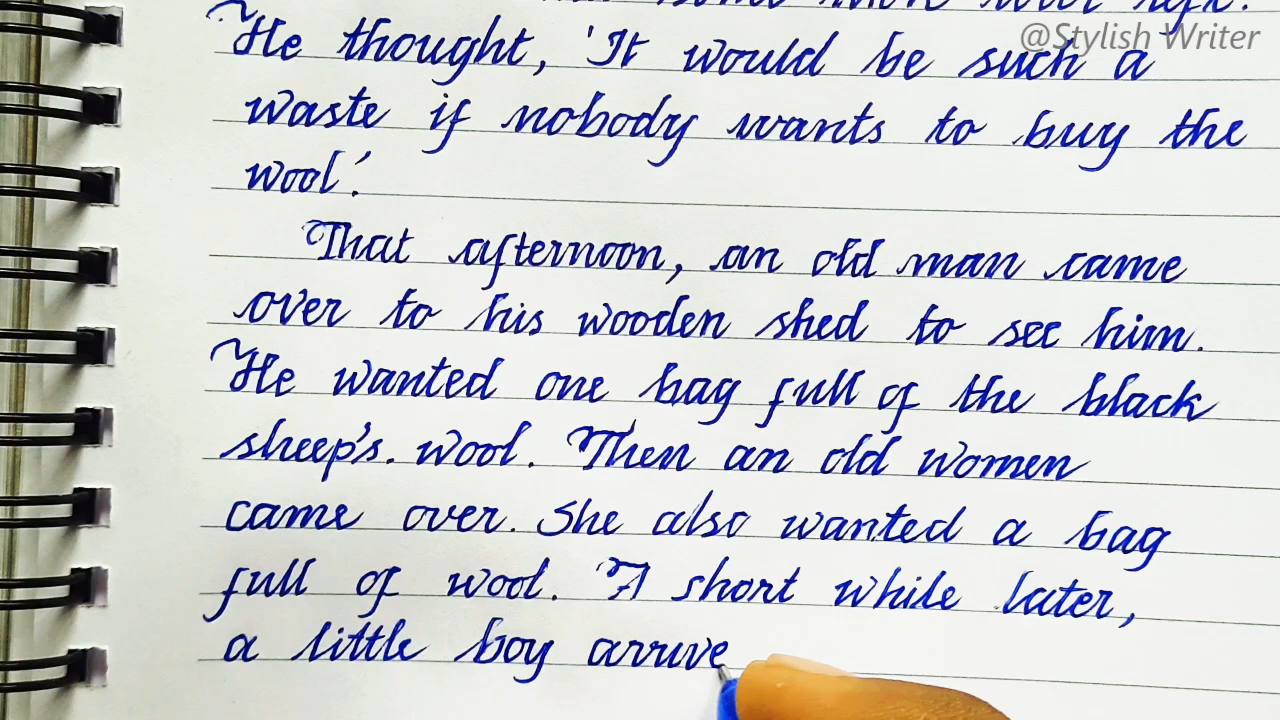 @Stylish Writer
He thought, 'It would be such a
waste if nobody wants to buy the
wool'.
That afternoon, an old man came
over to his wooden shed to see him.
He wanted one bag full of the black
sheep's. wool. Then an old women
came over. She also wanted a bag
full of wool. A short while later,
a little boy arrive